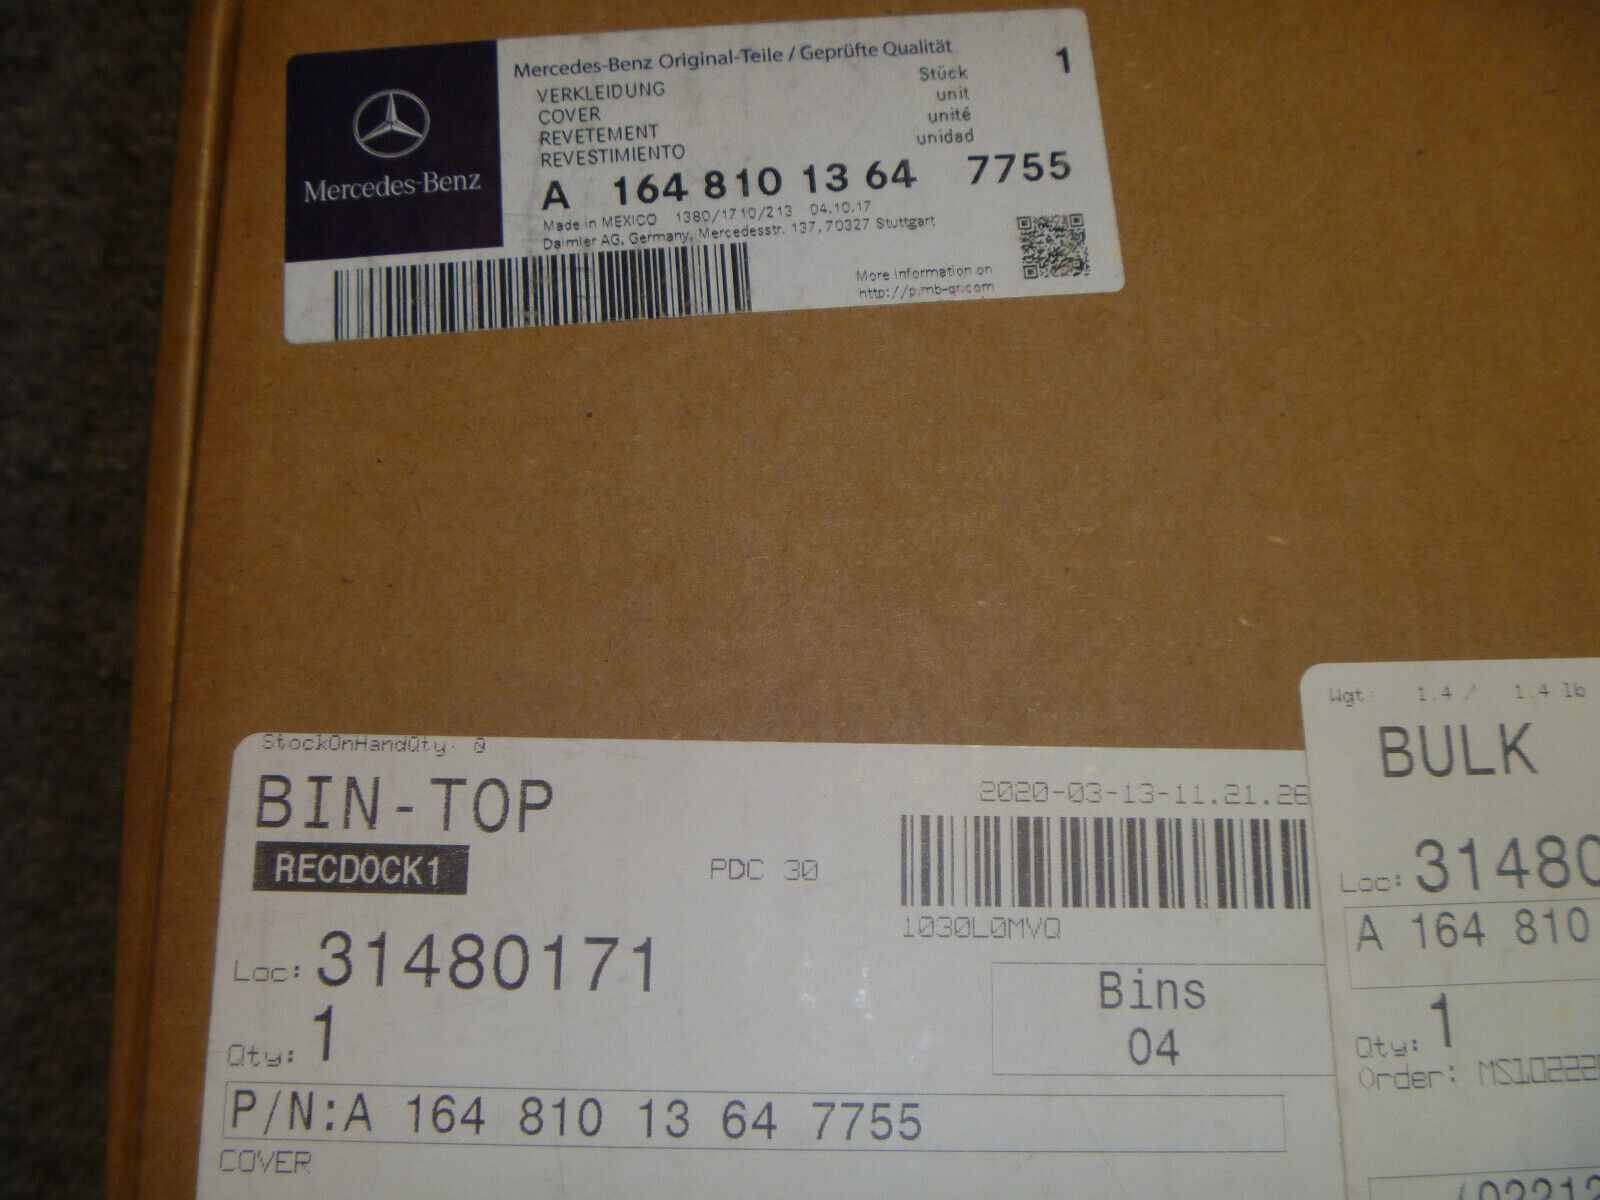 Mercedes-Benz
Mercedes-Benz Original-Teile / Geprüfte Qualität
VERKLEIDUNG Stück 1
COVER unit
REVETEMENT unité
REVESTIMIENTO unidad
A 164 810 13 64 7755
Made in MEXICO 1380/1710/213 04.10.17
Daimler AG, Germany, Mercedesstr. 137, 70327 Stuttgart
More information on
http://p.mb-qr.com
StockOnHandQty: 0
BIN-TOP
2020-03-13-11.21.26
RECDOCK1
PDC 30
1030L0MVQ
Loc: 31480171
Bins
04
Qty: 1
P/N:A 164 810 13 64 7755
COVER
Wgt: 1.4 / 1.4 lb
BULK
Loc: 31480
A 164 810
Qty: 1
Order: MS10222